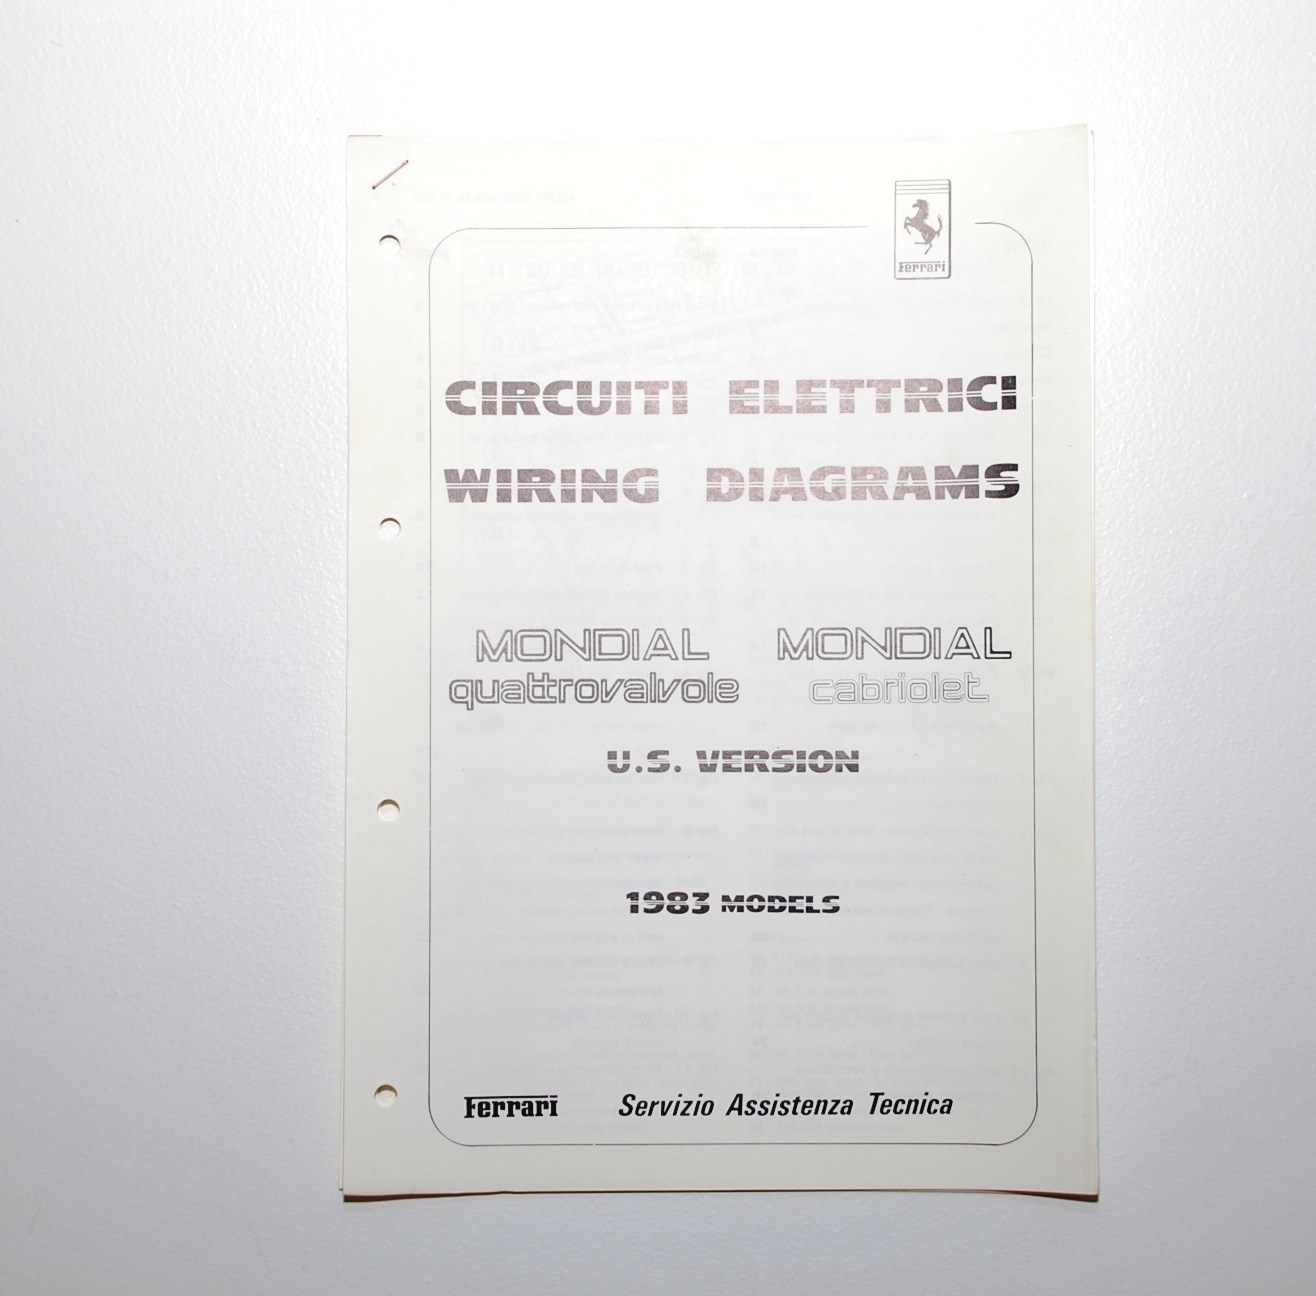 Ferrari
CIRCUITI ELETTRICI
WIRING DIAGRAMS
MONDIAL quattrovalvole
MONDIAL cabriolet
U.S. VERSION
1983 MODELS
Ferrari Servizio Assistenza Tecnica